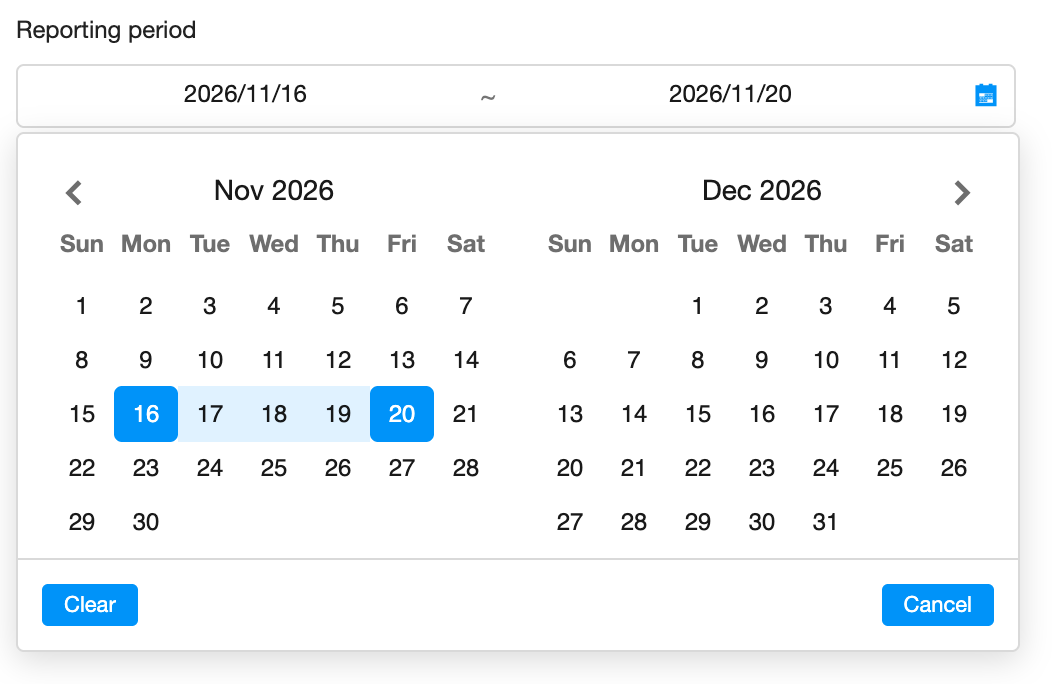 Reporting period
2026/11/16 ~ 2026/11/20
Nov 2026
Sun Mon Tue Wed Thu Fri Sat
1 2 3 4 5 6 7
8 9 10 11 12 13 14
15 16 17 18 19 20 21
22 23 24 25 26 27 28
29 30
Dec 2026
Sun Mon Tue Wed Thu Fri Sat
1 2 3 4 5
6 7 8 9 10 11 12
13 14 15 16 17 18 19
20 21 22 23 24 25 26
27 28 29 30 31
Clear Cancel